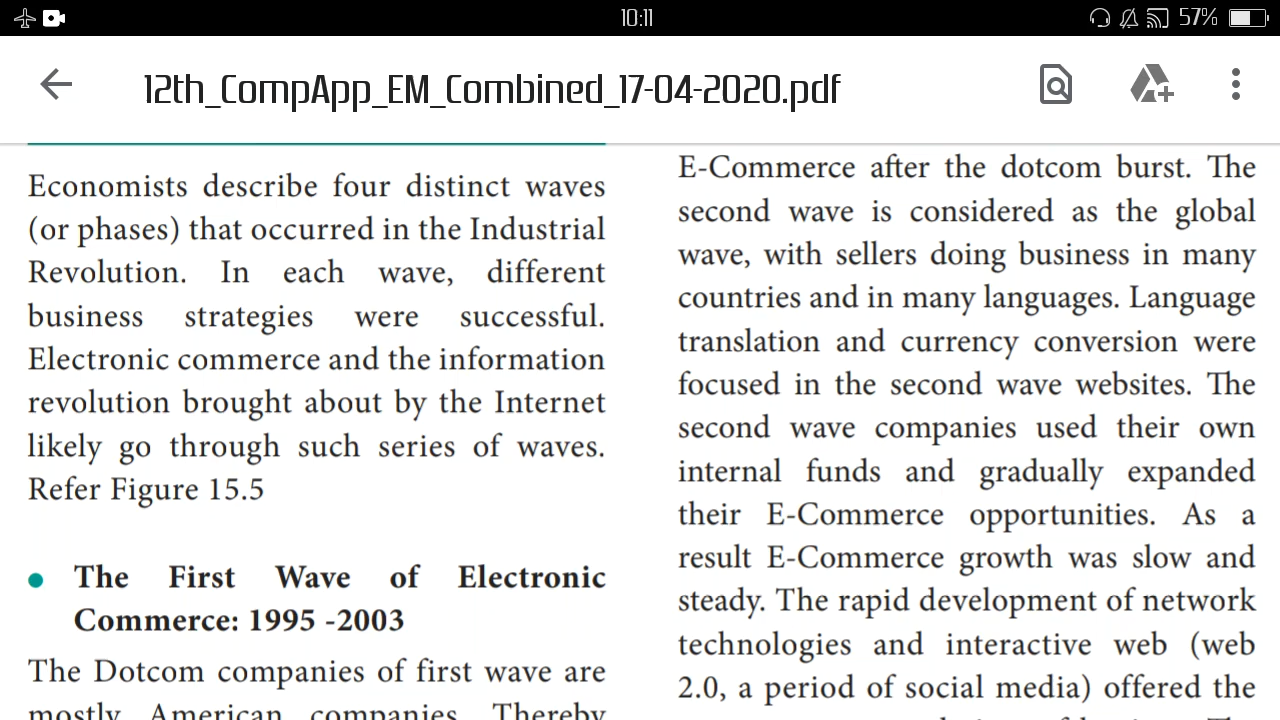 10:11
57%
12th_CompApp_EM_Combined_17-04-2020.pdf
Economists describe four distinct waves
(or phases) that occurred in the Industrial
Revolution. In each wave, different
business strategies were successful.
Electronic commerce and the information
revolution brought about by the Internet
likely go through such series of waves.
Refer Figure 15.5
• The First Wave of Electronic
Commerce: 1995 -2003
The Dotcom companies of first wave are
mostly American companies. Thereby
E-Commerce after the dotcom burst. The
second wave is considered as the global
wave, with sellers doing business in many
countries and in many languages. Language
translation and currency conversion were
focused in the second wave websites. The
second wave companies used their own
internal funds and gradually expanded
their E-Commerce opportunities. As a
result E-Commerce growth was slow and
steady. The rapid development of network
technologies and interactive web (web
2.0, a period of social media) offered the